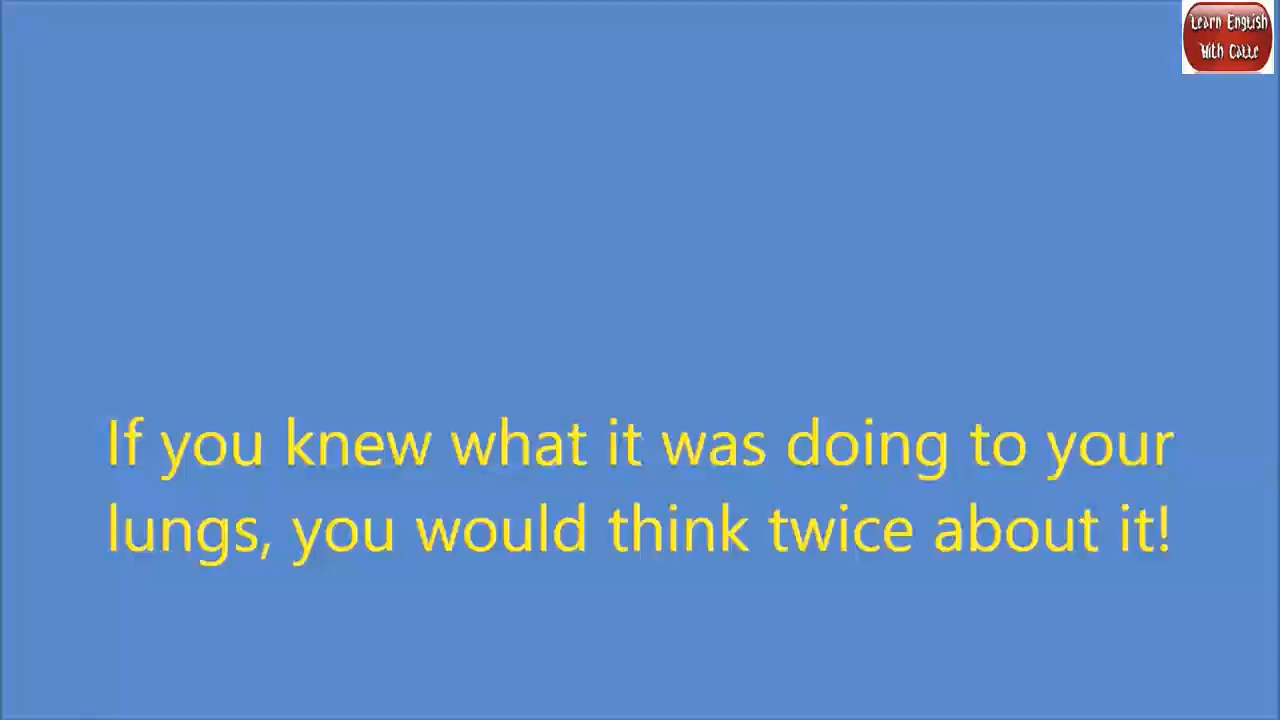 Learn English
With Catte
If you knew what it was doing to your
lungs, you would think twice about it!